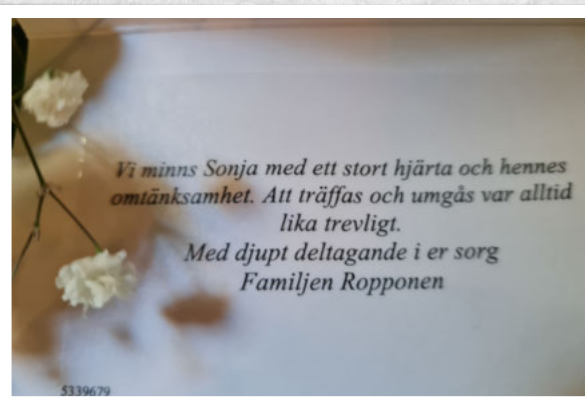 Vi minns Sonja med ett stort hjärta och hennes
omtänksamhet. Att träffas och umgås var alltid
lika trevligt.
Med djupt deltagande i er sorg
Familjen Ropponen
5339679